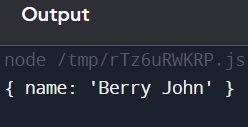 Output
node /tmp/rTz6uRWKRP.js
{ name: 'Berry John' }